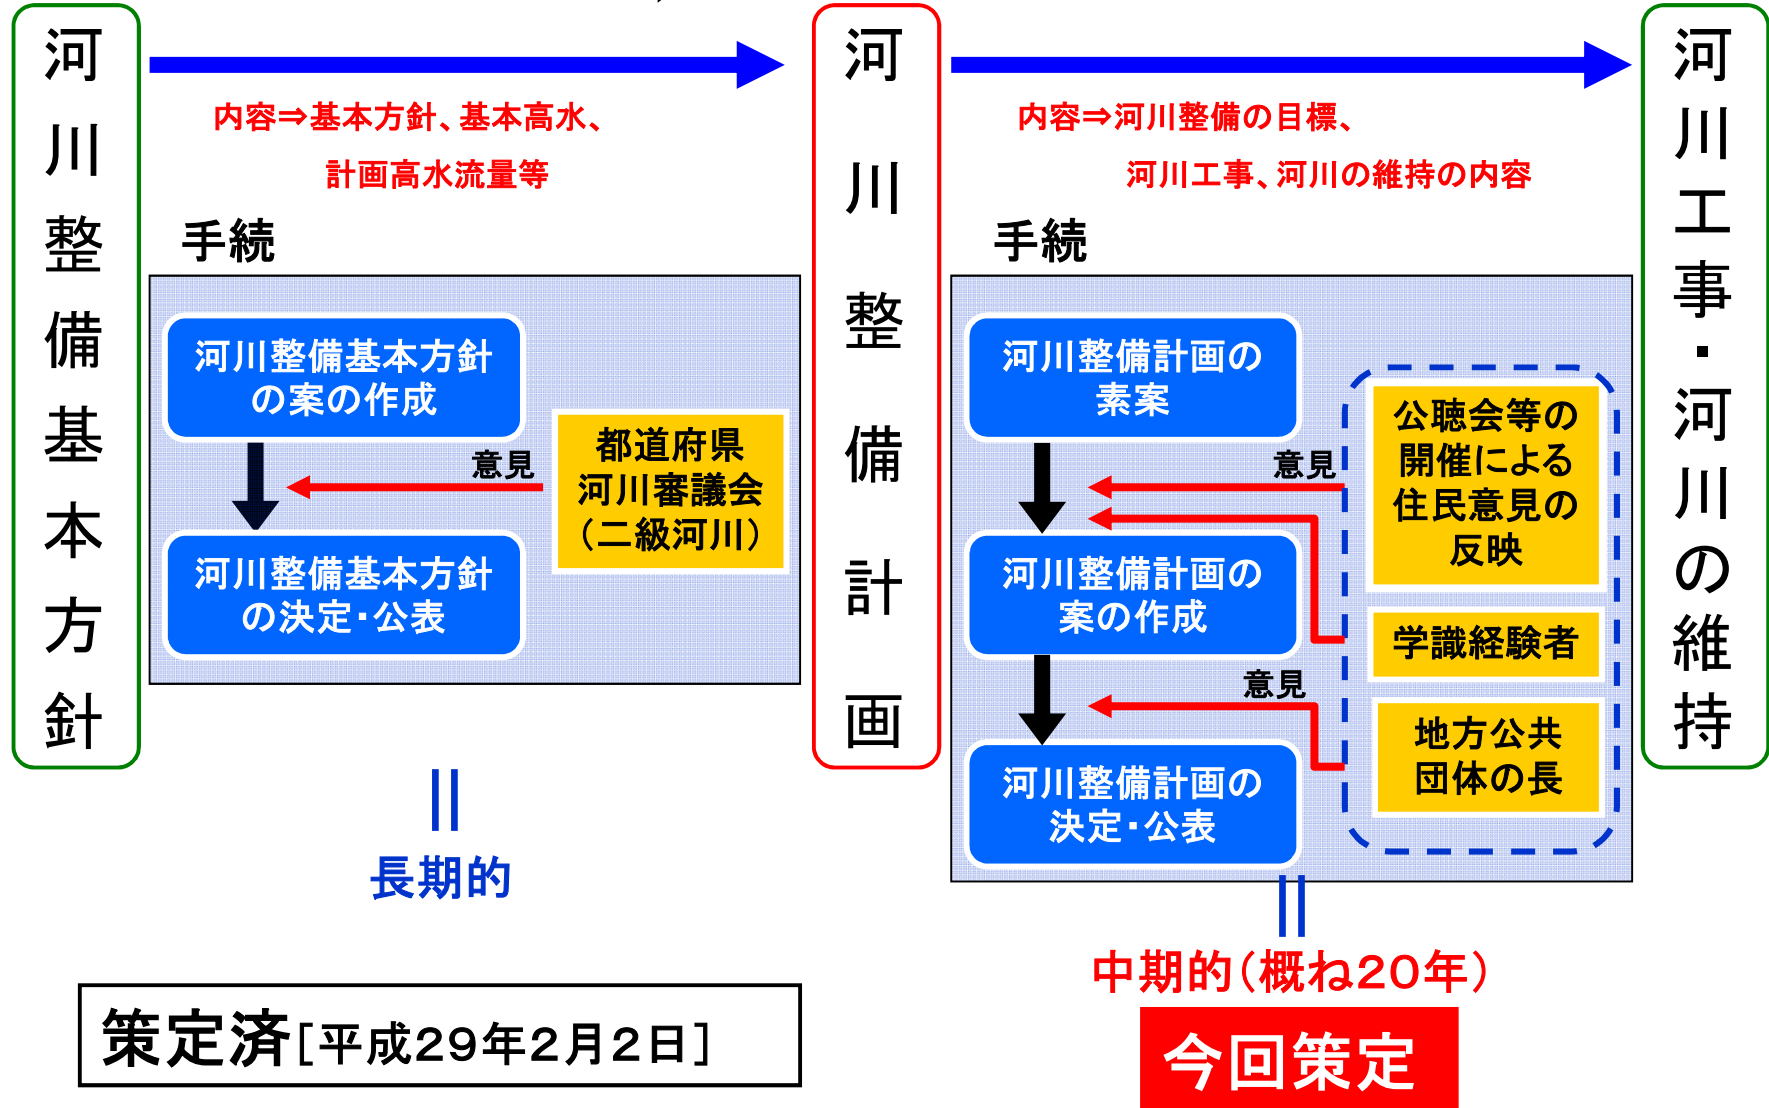 河川整備基本方針
内容⇒基本方針、基本高水、
計画高水流量等
手続
河川整備基本方針
の案の作成
意見
都道府県
河川審議会
（二級河川）
河川整備基本方針
の決定・公表
長期的
策定済[平成29年2月2日]
河川整備計画
内容⇒河川整備の目標、
河川工事、河川の維持の内容
手続
河川整備計画の
素案
意見
公聴会等の
開催による
住民意見の
反映
河川整備計画の
案の作成
学識経験者
意見
地方公共
団体の長
河川整備計画の
決定・公表
中期的（概ね20年）
今回策定
河川工事・河川の維持